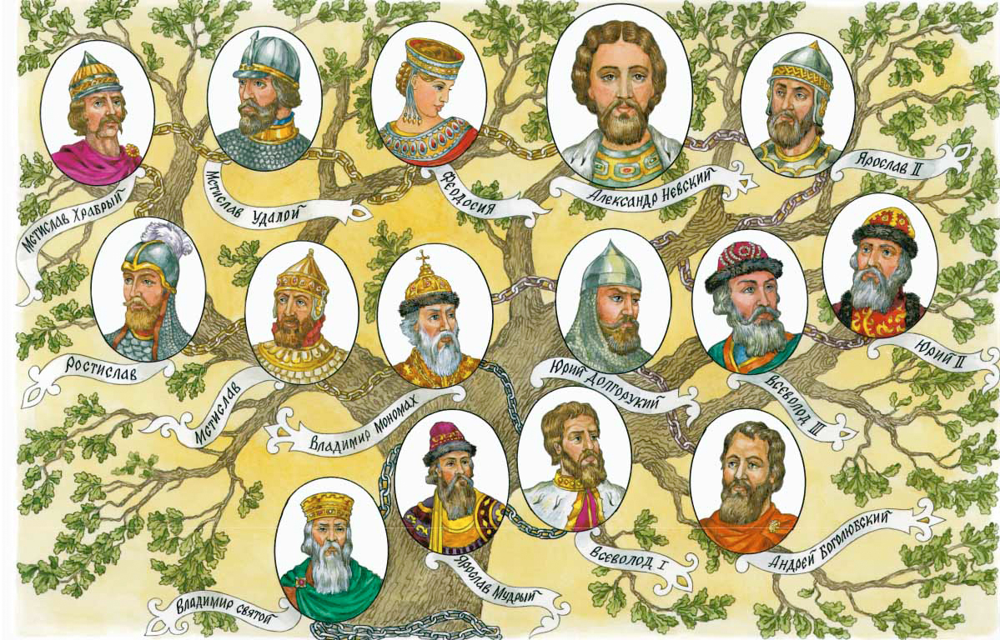 Мстислав Храбрый
Мстислав Удалой
Феодосия
Александр Невский
Ярослав II
Ростислав
Мстислав
Владимир Мономах
Юрий Долгорукий
Всеволод III
Юрий II
Владимир святой
Ярослав Мудрый
Всеволод I
Андрей Боголюбский